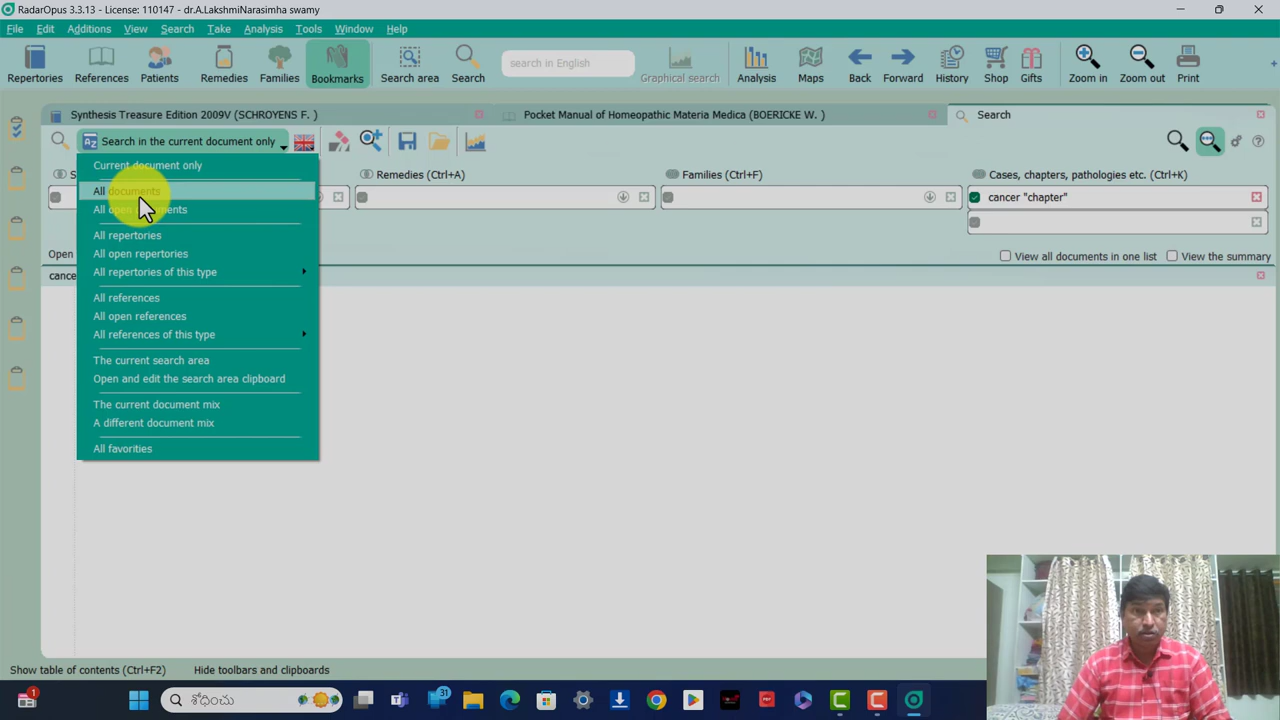 RadarOpus 3.3.13 - License: 110147 - dr.A.LakshmiNarasimha swamy
File Edit Additions View Search Take Analysis Tools Window Help
Repertories References Patients Remedies Families Bookmarks Search area Search search in English Graphical search Analysis Maps Back Forward History Shop Gifts Zoom in Zoom out Print
Synthesis Treasure Edition 2009V (SCHROYENS F. ) Pocket Manual of Homeopathic Materia Medica (BOERICKE W. ) Search
Search in the current document only
Current document only
Remedies (Ctrl+A) Families (Ctrl+F) Cases, chapters, pathologies etc. (Ctrl+K)
All documents
cancer "chapter"
All open documents
All repertories
All open repertories
Open
View all documents in one list View the summary
All repertories of this type
All references
All open references
All references of this type
The current search area
Open and edit the search area clipboard
The current document mix
A different document mix
All favorities
Show table of contents (Ctrl+F2) Hide toolbars and clipboards
1 శోధించు 31